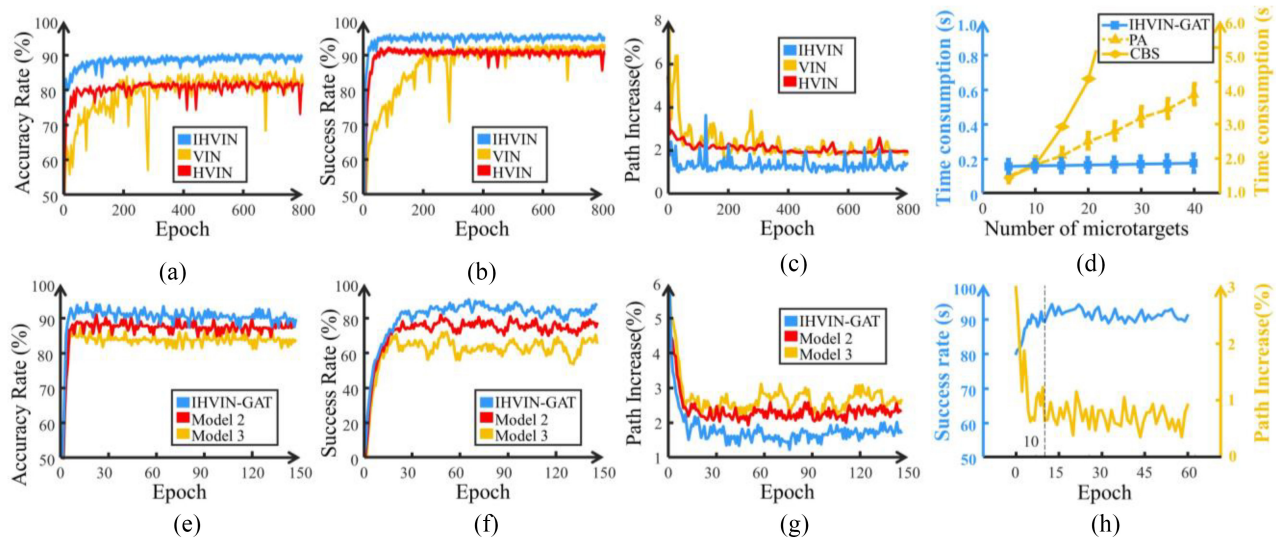 Accuracy Rate (%)
100
90
80
70
60
50
0
200
400
600
800
IHVIN
VIN
HVIN
Epoch
(a)
Success Rate (%)
100
90
80
70
60
50
0
200
400
600
800
IHVIN
VIN
HVIN
Epoch
(b)
Path Increase(%)
8
6
4
2
0
0
200
400
600
800
IHVIN
VIN
HVIN
Epoch
(c)
Time consumption (s)
1.0
0.8
0.6
0.4
0.2
0
0
10
20
30
40
IHVIN-GAT
PA
CBS
6.0
5.0
4.0
3.0
2.0
1.0
Time consumption (s)
Number of microtargets
(d)
Accuracy Rate (%)
100
90
80
70
60
50
0
30
60
90
120
150
IHVIN-GAT
Model 2
Model 3
Epoch
(e)
Success Rate (%)
100
80
60
40
20
0
0
30
60
90
120
150
IHVIN-GAT
Model 2
Model 3
Epoch
(f)
Path Increase(%)
6
5
4
3
2
1
0
30
60
90
120
150
IHVIN-GAT
Model 2
Model 3
Epoch
(g)
Success rate (s)
100
90
80
70
60
50
10
0
15
30
45
60
3
2
1
0
Path Increase(%)
Epoch
(h)